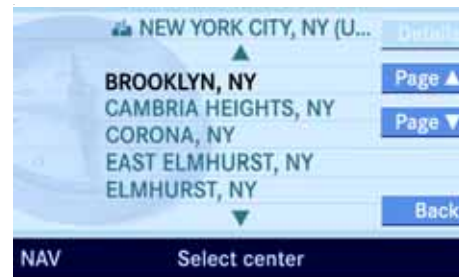 NEW YORK CITY, NY (U...
Details
BROOKLYN, NY
Page ▲
CAMBRIA HEIGHTS, NY
CORONA, NY
Page ▼
EAST ELMHURST, NY
ELMHURST, NY
Back
NAV
Select center